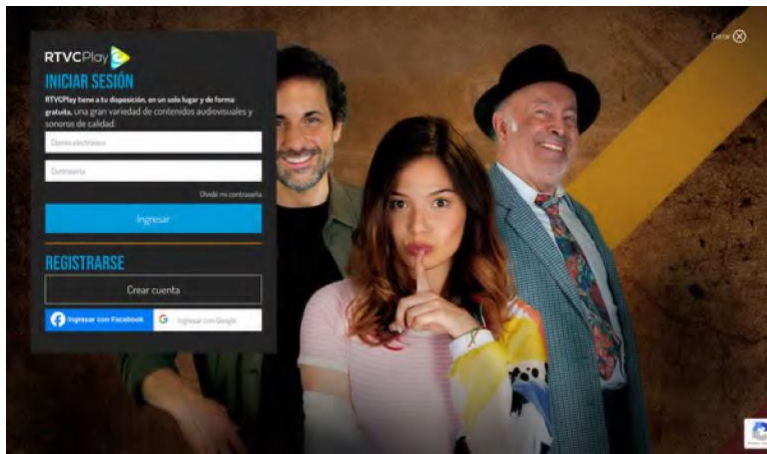 RTVCPlay
Cerrar
INICIAR SESIÓN
RTVCPlay tiene a tu disposición, en un solo lugar y de forma
gratuita, una gran variedad de contenidos audiovisuales y
sonoros de calidad.
Correo electrónico
Contraseña
Olvidé mi contraseña
Ingresar
REGISTRARSE
Crear cuenta
Ingresar con Facebook
Ingresar con Google